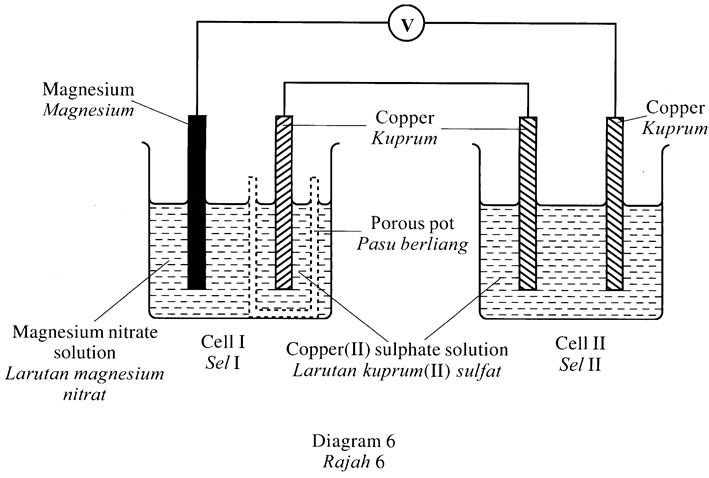 V
Magnesium
Magnesium
Copper
Kuprum
Copper
Kuprum
Porous pot
Pasu berliang
Magnesium nitrate
solution
Larutan magnesium
nitrat
Cell I
Sel I
Copper(II) sulphate solution
Larutan kuprum(II) sulfat
Cell II
Sel II
Diagram 6
Rajah 6